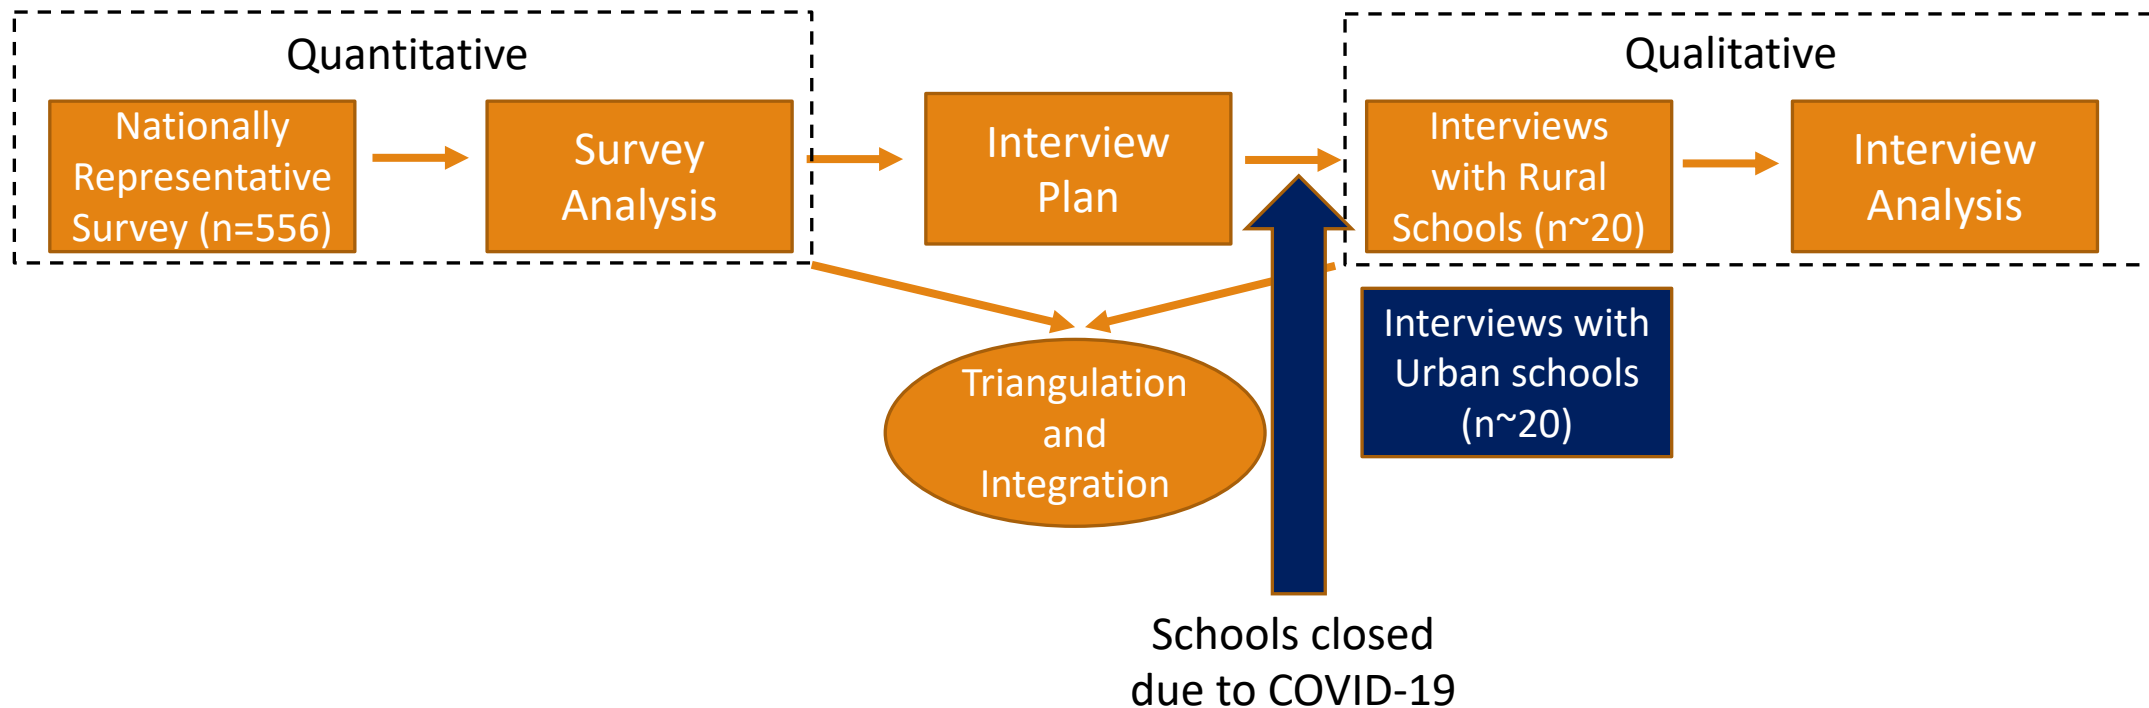 Quantitative
Nationally
Representative
Survey (n=556)
Survey
Analysis
Interview
Plan
Qualitative
Interviews
with Rural
Schools (n~20)
Interview
Analysis
Interviews with
Urban schools
(n~20)
Triangulation
and
Integration
Schools closed
due to COVID-19